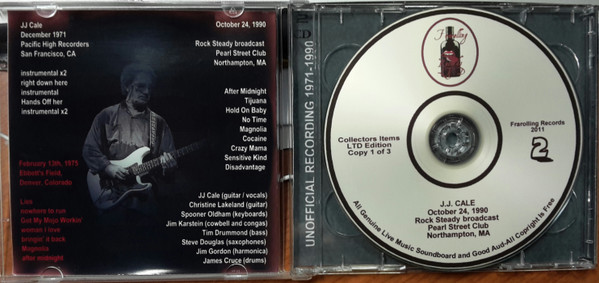 JJ Cale
December 1971
Pacific High Recorders
San Francisco, CA
instrumental x2
right down here
instrumental
Hands Off her
instrumental x2
February 13th, 1975
Ebbett's Field,
Denver, Colorado
Lies
nowhere to run
Got My Mojo Workin'
woman i love
bringin' it back
Magnolia
after midnight
October 24, 1990
Rock Steady broadcast
Pearl Street Club
Northampton, MA
After Midnight
Tijuana
Hold On Baby
No Time
Magnolia
Cocaine
Crazy Mama
Sensitive Kind
Disadvantage
JJ Cale (guitar / vocals)
Christine Lakeland (guitar)
Spooner Oldham (keyboards)
Jim Karstein (cowbell and congas)
Tim Drummond (bass)
Steve Douglas (saxophones)
Jim Gordon (harmonica)
James Cruce (drums)
UNOFFICIAL RECORDING 1971-1990
Collectors Items
LTD Edition
Copy 1 of 3
Frarolling Records
2011
2
J.J. CALE
October 24, 1990
Rock Steady broadcast
Pearl Street Club
Northampton, MA
All Genuine Live Music Soundboard and Good Aud-All Copyright Is Free